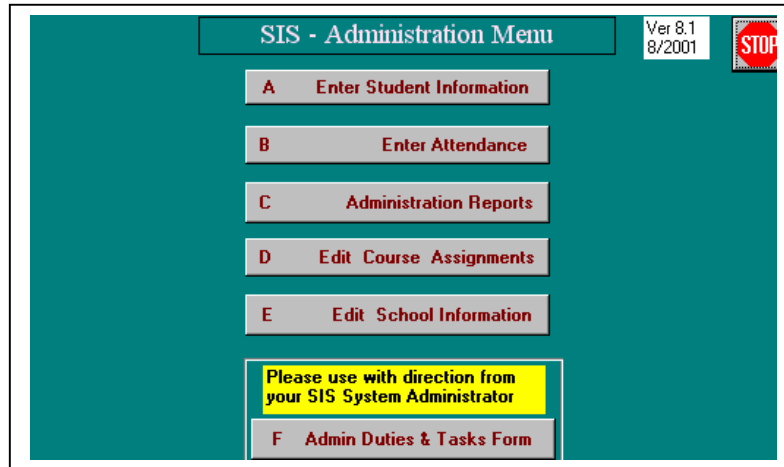 SIS - Administration Menu
Ver 8.1
8/2001
STOP
A Enter Student Information
B Enter Attendance
C Administration Reports
D Edit Course Assignments
E Edit School Information
Please use with direction from
your SIS System Administrator
F Admin Duties & Tasks Form